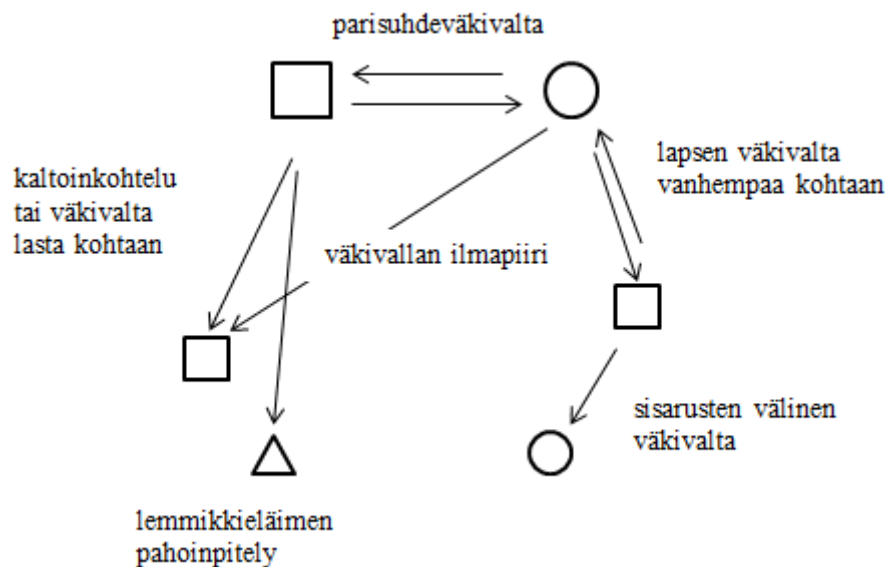 parisuhdeväkivalta
kaltoinkohtelu
tai väkivalta
lasta kohtaan
lapsen väkivalta
vanhempaa kohtaan
väkivallan ilmapiiri
sisarusten välinen
väkivalta
lemmikkieläimen
pahoinpitely